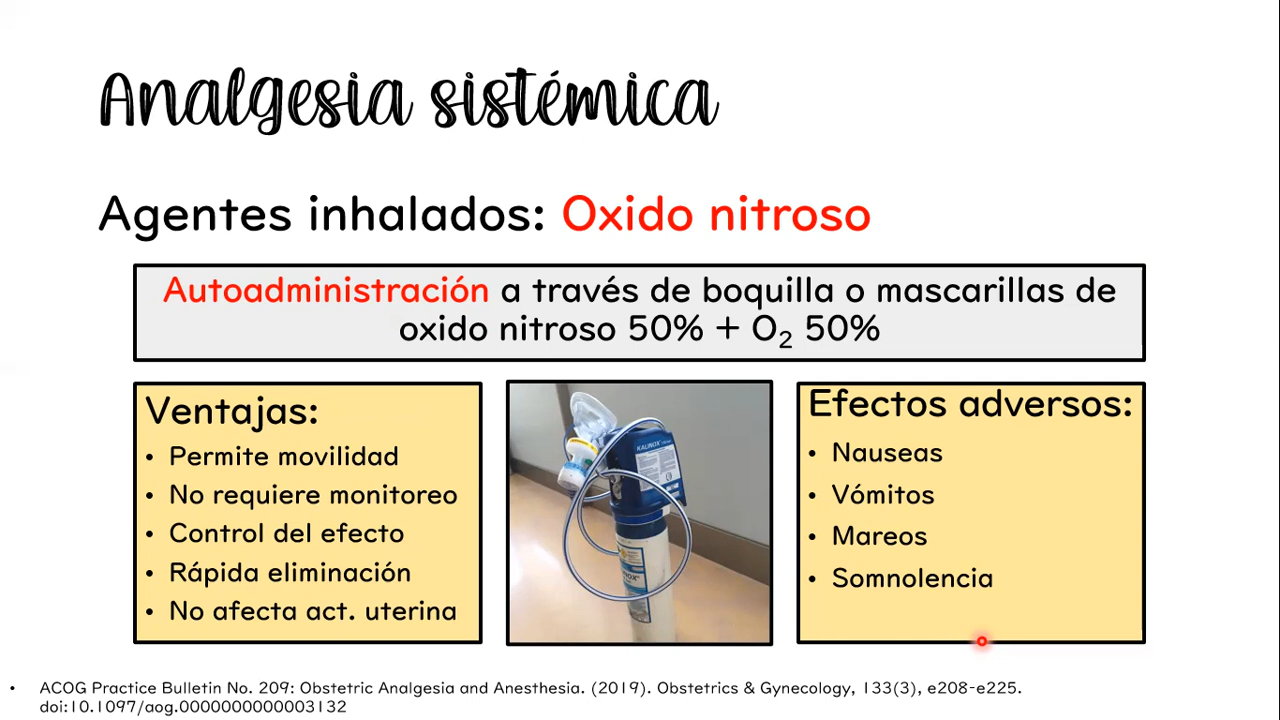 Analgesia sistémica
Agentes inhalados: Oxido nitroso
Autoadministración a través de boquilla o mascarillas de
oxido nitroso 50% + O₂ 50%
Ventajas:
• Permite movilidad
• No requiere monitoreo
• Control del efecto
• Rápida eliminación
• No afecta act. uterina
KALINOX
Efectos adversos:
• Nauseas
• Vómitos
• Mareos
• Somnolencia
• ACOG Practice Bulletin No. 209: Obstetric Analgesia and Anesthesia. (2019). Obstetrics & Gynecology, 133(3), e208-e225.
doi:10.1097/aog.0000000000003132